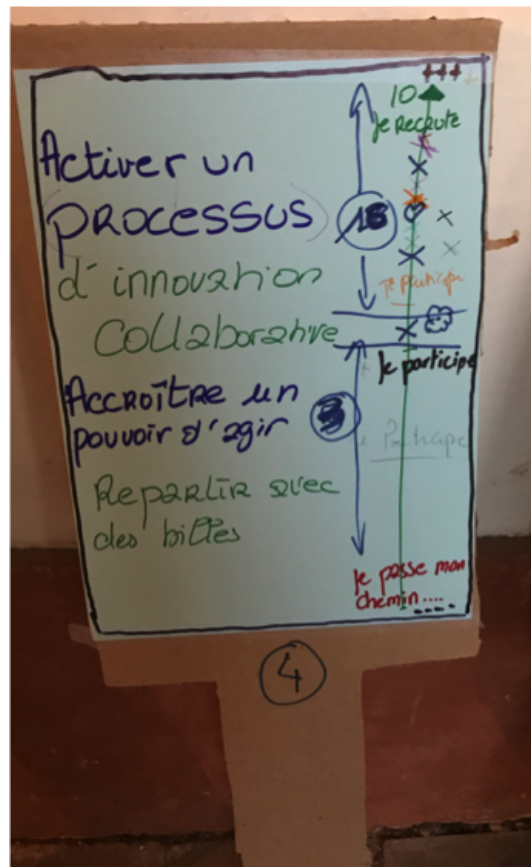 +++
10
Je Recrute
Activer un
PROCESSUS
d'innovation
Collaborative
Je participe
Je participe
ACCROÎTRE un
pouvoir d'agir
3
Repartir avec
des billes
Je passe mon
chemin....
4